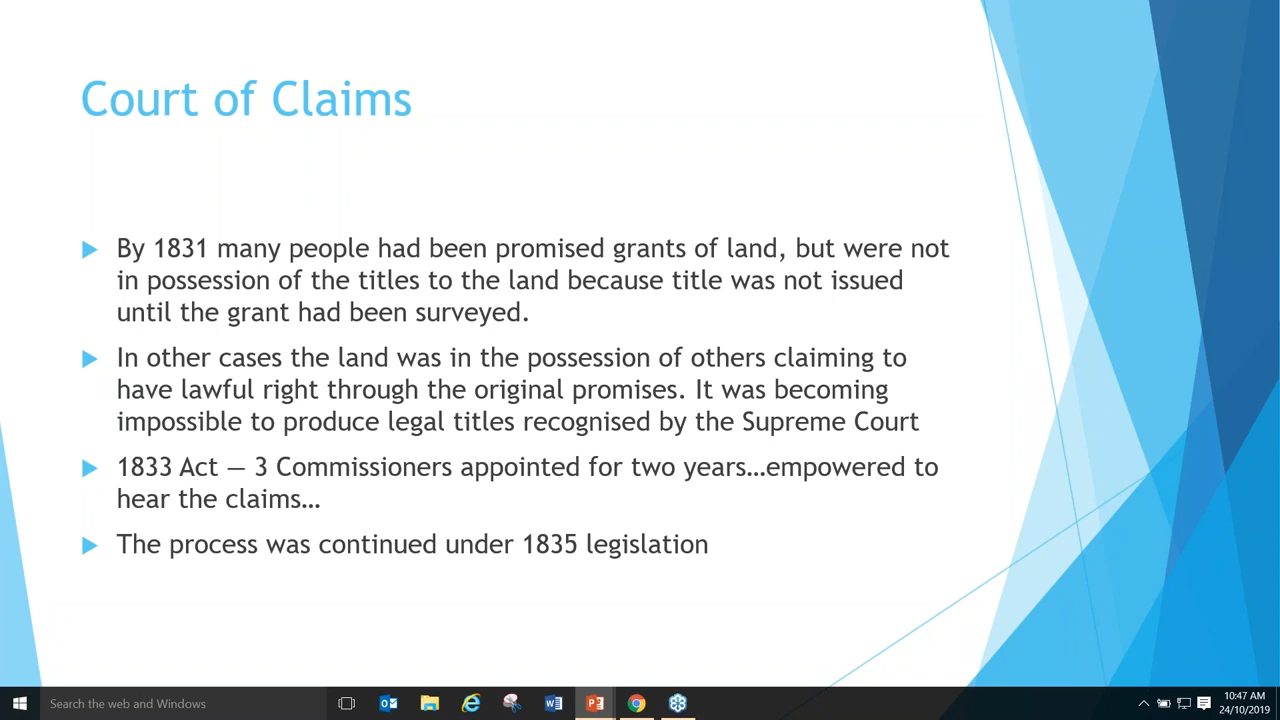 Court of Claims
By 1831 many people had been promised grants of land, but were not
in possession of the titles to the land because title was not issued
until the grant had been surveyed.
In other cases the land was in the possession of others claiming to
have lawful right through the original promises. It was becoming
impossible to produce legal titles recognised by the Supreme Court
1833 Act — 3 Commissioners appointed for two years…empowered to
hear the claims…
The process was continued under 1835 legislation
Search the web and Windows
10:47 AM
24/10/2019